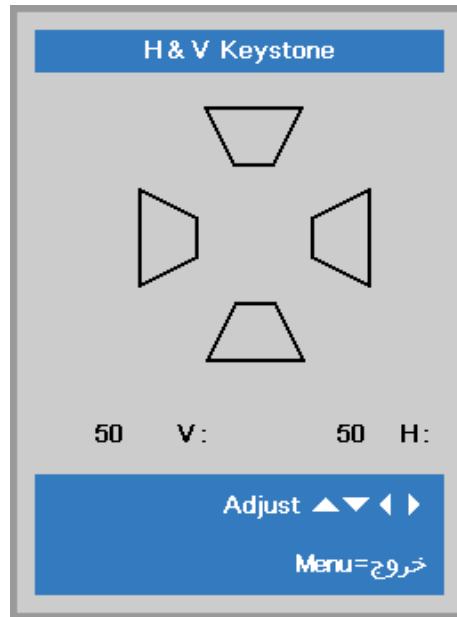 H & V Keystone
50 V: 50 H:
Adjust ▲▼◀▶
خروج=Menu